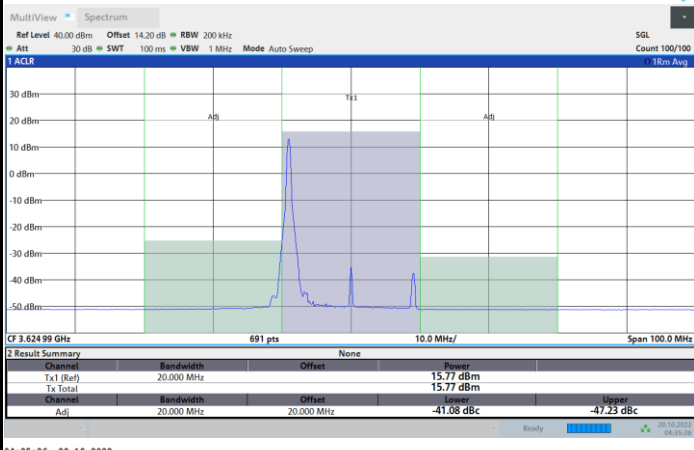 MultiView Spectrum
Ref Level 40.00 dBm Offset 14.20 dB RBW 200 kHz SGL
Att 30 dB SWT 100 ms VBW 1 MHz Mode Auto Sweep Count 100/100
1 ACLR 1Rm Avg
Tx1
30 dBm
Adj Adj
20 dBm
10 dBm
0 dBm
-10 dBm
-20 dBm
-30 dBm
-40 dBm
-50 dBm
CF 3.624 99 GHz 691 pts 10.0 MHz/ Span 100.0 MHz
2 Result Summary None
Channel Bandwidth Offset Power
Tx1 (Ref) 20.000 MHz 15.77 dBm
Tx Total 15.77 dBm
Channel Bandwidth Offset Lower Upper
Adj 20.000 MHz 20.000 MHz -41.08 dBc -47.23 dBc
Ready 20.10.2022
04:35:36